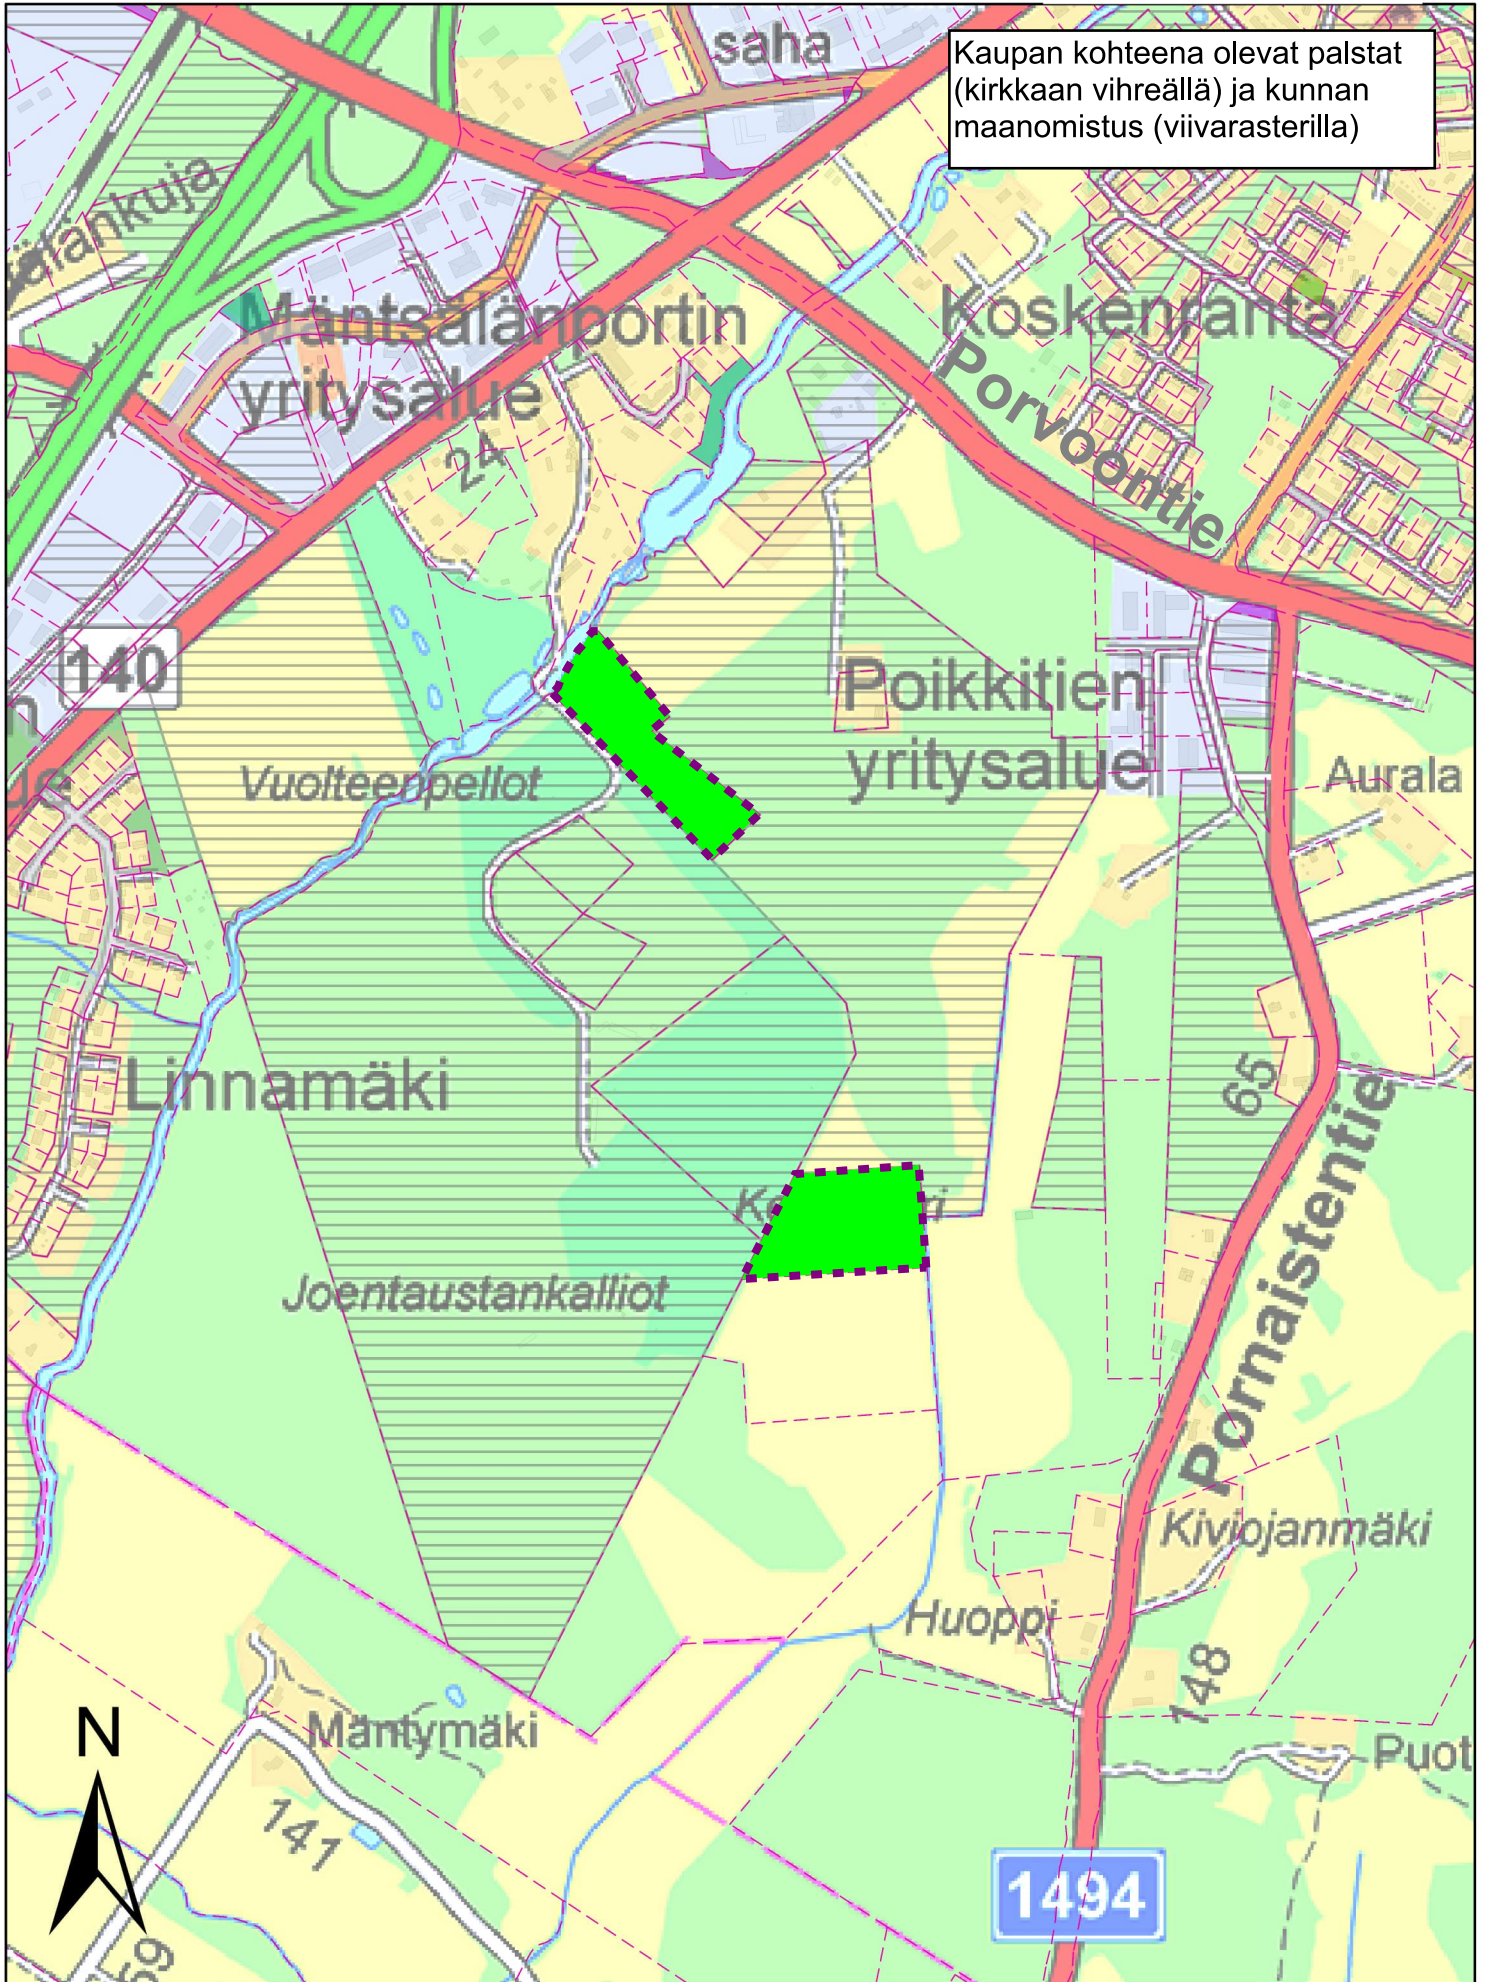 saha
Kaupan kohteena olevat palstat
(kirkkaan vihreällä) ja kunnan
maanomistus (viivarasterilla)
Mäntsälänportin
yritysalue
Koskenranta
Porvoontie
24
140
Poikkitien
yritysalue
Vuolteenpellot
Aurala
65
Linnamäki
Pornaistentie
Joentaustankalliot
Kiviojanmäki
Huoppi
148
N
Mäntymäki
Puot
141
1494
59